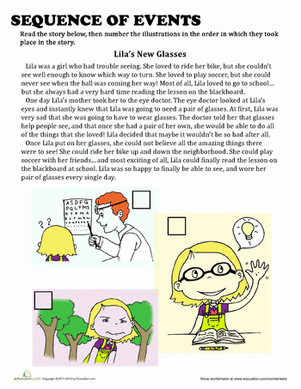 SEQUENCE OF EVENTS
Read the story below, then number the illustrations in the order in which they took
place in the story.
Lila's New Glasses
Lila was a girl who had trouble seeing. She loved to ride her bike, but she couldn't
see well enough to know which way to turn. She loved to play soccer, but she could
never see when the ball was coming her way! Most of all, Lila loved to go to school...
but she always had a very hard time reading the lesson on the blackboard.
One day Lila's mother took her to the eye doctor. The eye doctor looked at Lila's
eyes and instantly knew that Lila was going to need a pair of glasses. At first, Lila was
very sad that she was going to have to wear glasses. The doctor told her that glasses
help people see, and that once she had a pair of her own, she would be able to do all
of the things that she loved! Lila decided that maybe it wouldn't be so bad after all.
Once Lila put on her glasses, she could not believe all the amazing things there
were to see! She could ride her bike up and down the neighborhood. She could play
soccer with her friends... and most exciting of all, Lila could finally read the lesson on
the blackboard at school. Lila was so happy to finally be able to see, and wore her
pair of glasses every single day.